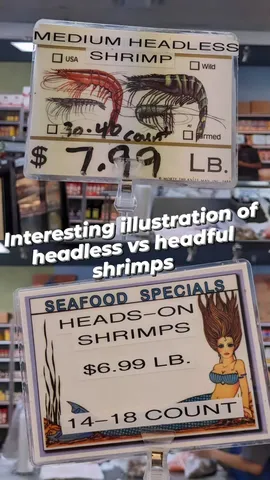 MEDIUM HEADLESS
SHRIMP
USA
Wild
30-40 count
$ 7.99 LB.
Interesting illustration of
headless vs headful
shrimps
SEAFOOD SPECIALS
HEADS-ON
SHRIMPS
$6.99 LB.
14-18 COUNT